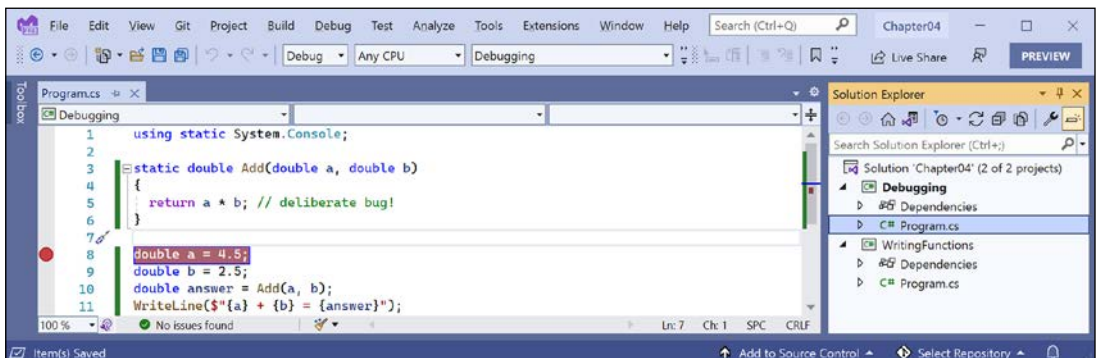 File Edit View Git Project Build Debug Test Analyze Tools Extensions Window Help Search (Ctrl+Q) Chapter04
Debug Any CPU Debugging Live Share PREVIEW
Toolbox
Program.cs
Debugging
1 using static System.Console;
2
3 static double Add(double a, double b)
4 {
5 return a * b; // deliberate bug!
6 }
7
8 double a = 4.5;
9 double b = 2.5;
10 double answer = Add(a, b);
11 WriteLine($"{a} + {b} = {answer}");
100 % No issues found Ln: 7 Ch: 1 SPC CRLF
Solution Explorer
Search Solution Explorer (Ctrl+;)
Solution 'Chapter04' (2 of 2 projects)
C# Debugging
Dependencies
C# Program.cs
C# WritingFunctions
Dependencies
C# Program.cs
Item(s) Saved Add to Source Control Select Repository